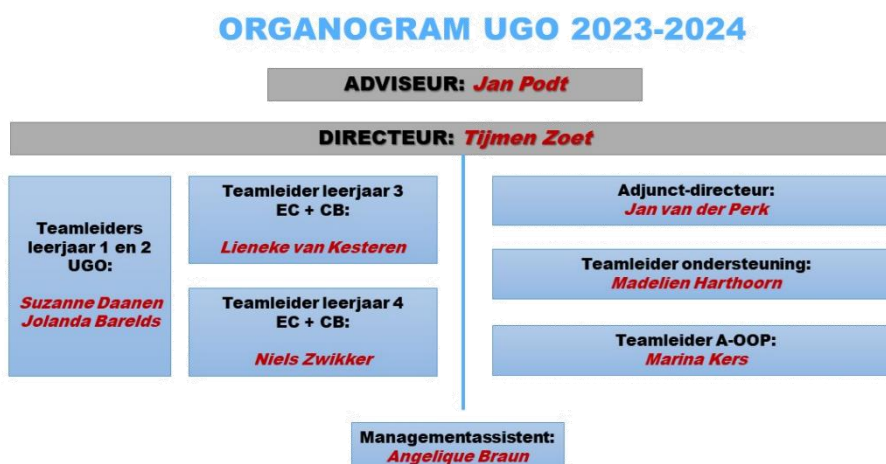 ORGANOGRAM UGO 2023-2024
ADVISEUR: Jan Podt
DIRECTEUR: Tijmen Zoet
Teamleiders
leerjaar 1 en 2
UGO:
Suzanne Daanen
Jolanda Barelds
Teamleider leerjaar 3
EC + CB:
Lieneke van Kesteren
Teamleider leerjaar 4
EC + CB:
Niels Zwikker
Adjunct-directeur:
Jan van der Perk
Teamleider ondersteuning:
Madelien Harthoorn
Teamleider A-OOP:
Marina Kers
Managementassistent:
Angelique Braun